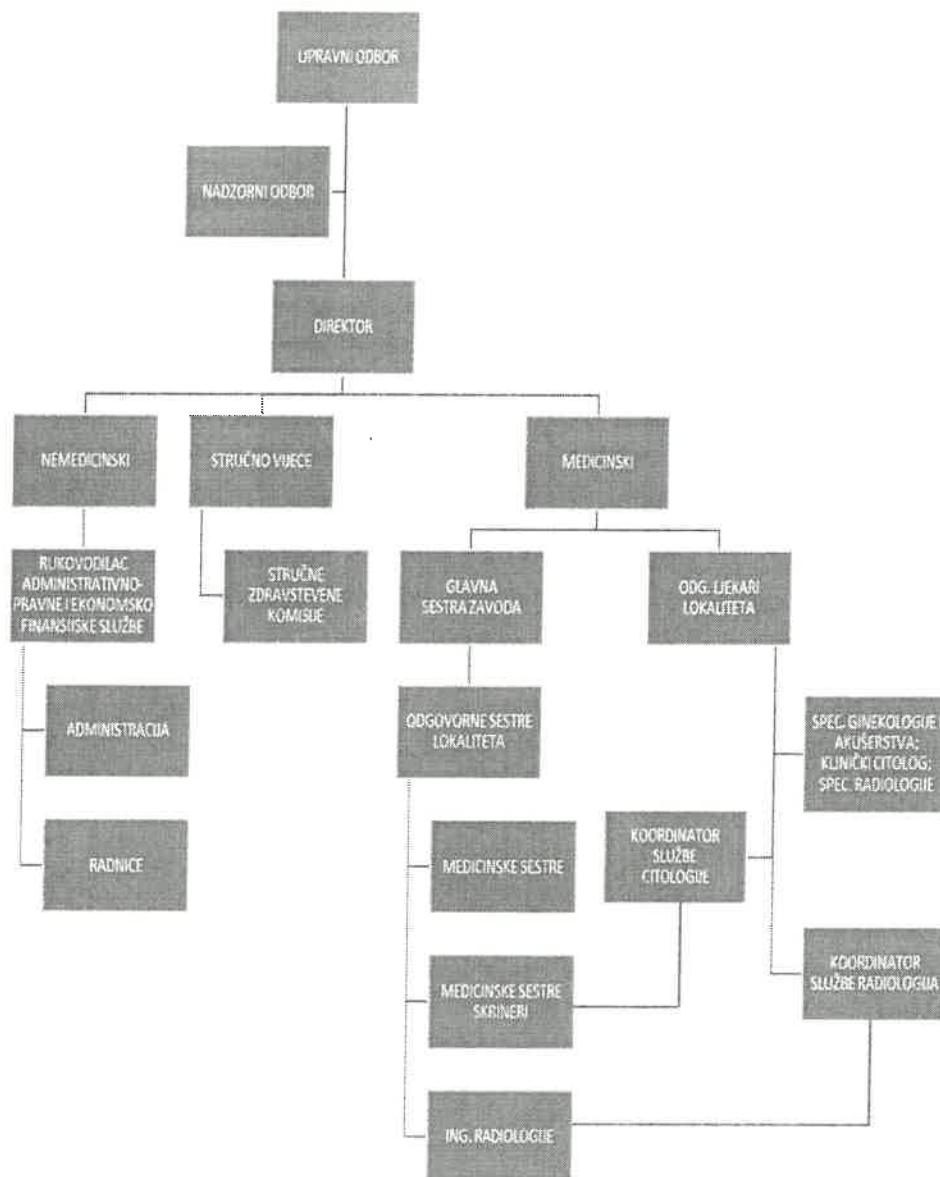 UPRAVNI ODBOR
NADZORNI ODBOR
DIREKTOR
NEMEDICINSKI
STRUČNO VIJEĆE
MEDICINSKI
RUKOVODILAC
ADMINISTRATIVNO-
PRAVNE I EKONOMSKO
FINANSIJSKE SLUŽBE
STRUČNE
ZDRAVSTEVENE
KOMISIJE
GLAVNA
SESTRA ZAVODA
ODG. LJEKARI
LOKALITETA
ADMINISTRACIJA
ODGOVORNE SESTRE
LOKALITETA
SPEC. GINEKOLOGIJE
AKUŠERSTVA;
KLINIČKI CITOLOG;
SPEC. RADIOLOGIJE
RADNICE
MEDICINSKE SESTRE
KOORDINATOR
SLUŽBE
CITOLOGIJE
MEDICINSKE SESTRE
SKRINERI
KOORDINATOR
SLUŽBE RADIOLOGIJA
ING. RADIOLOGIJE